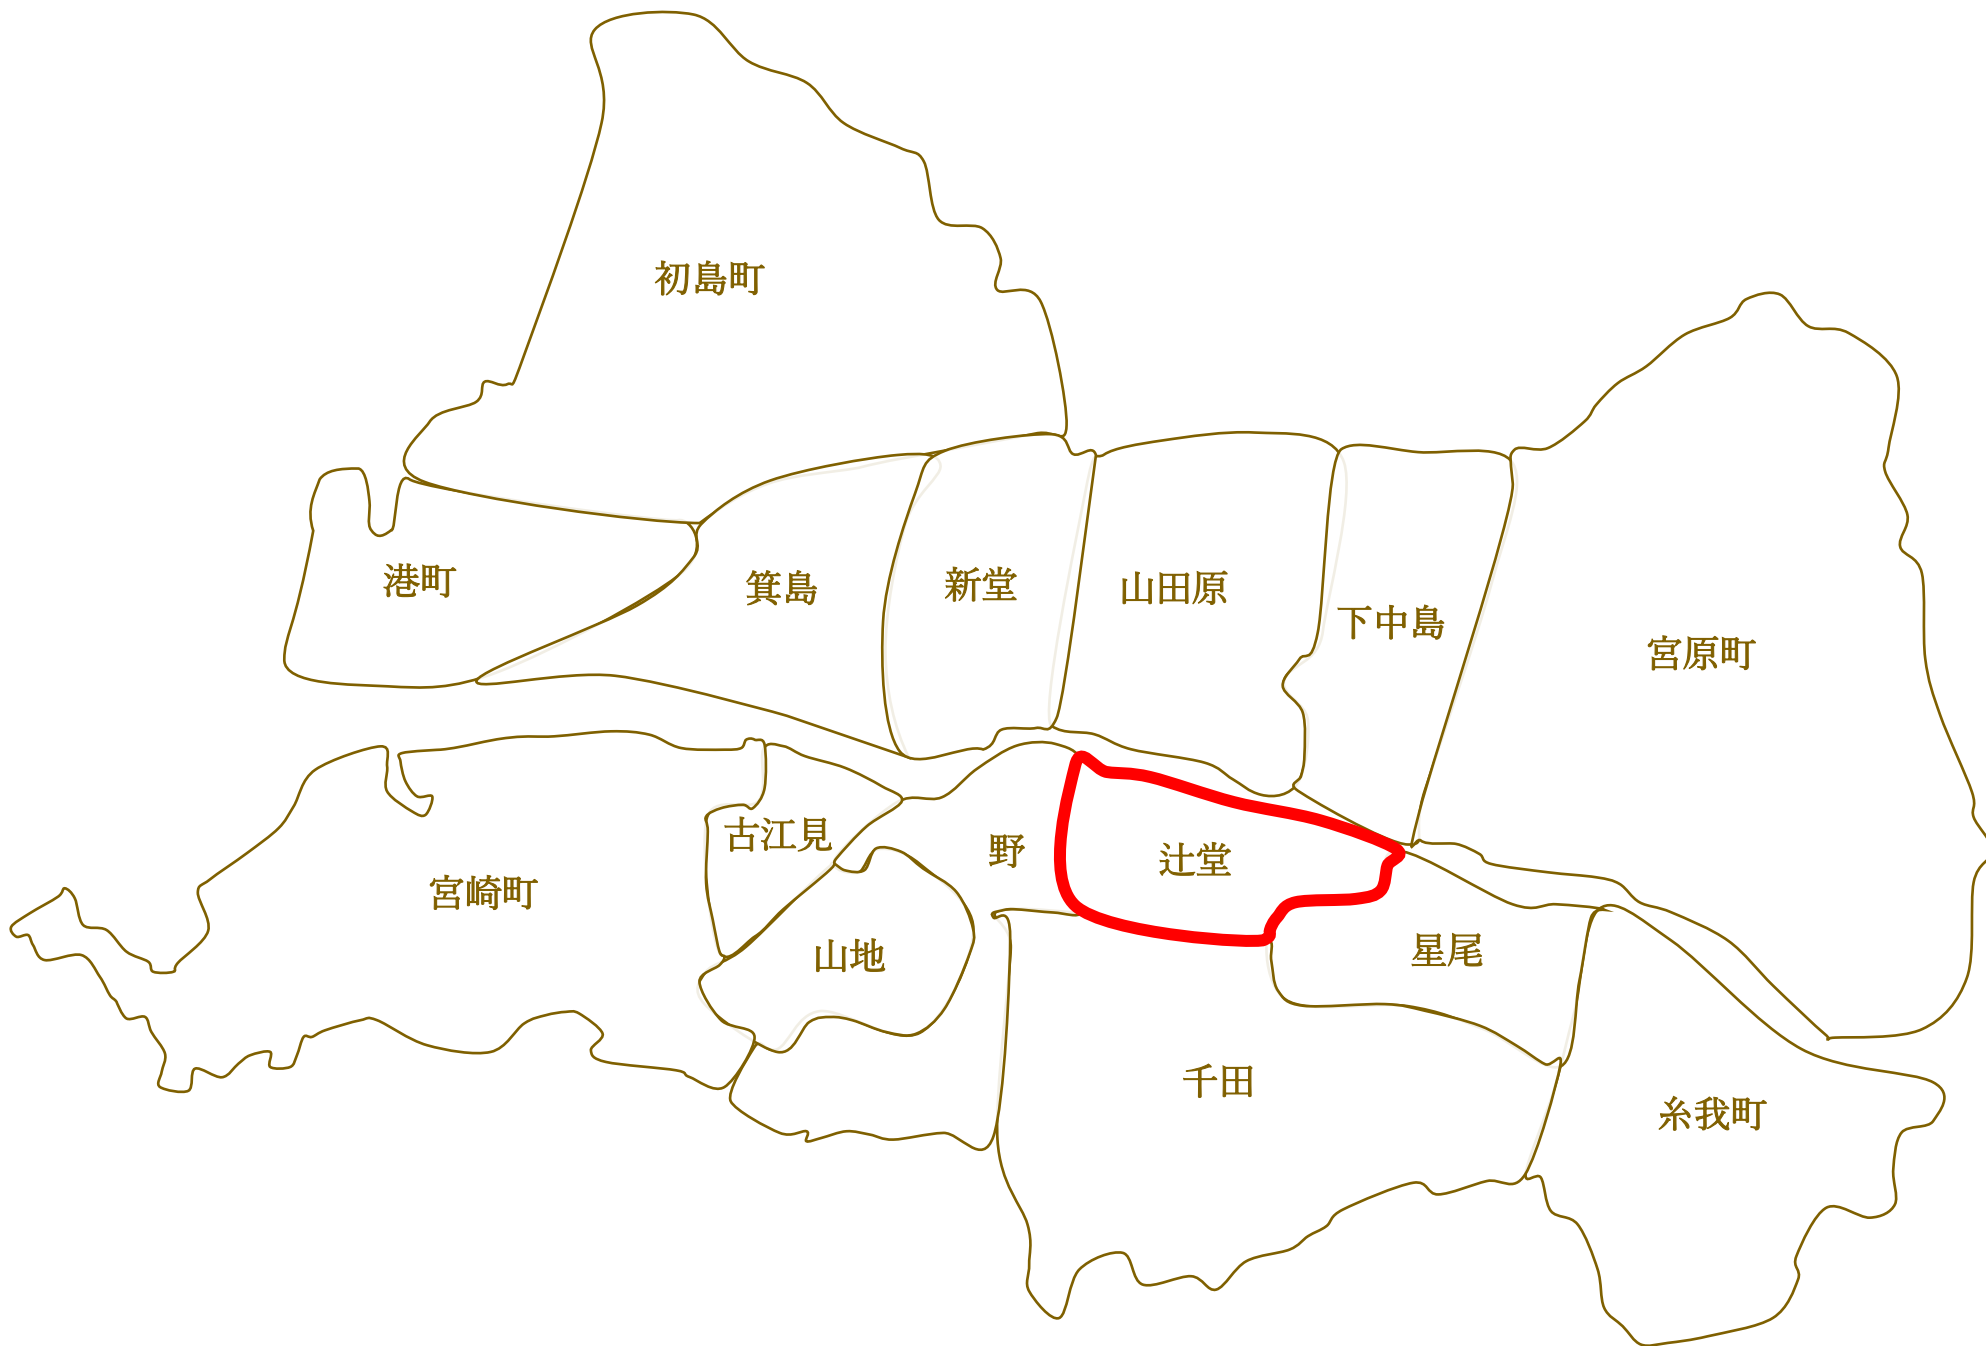 初島町
港町
箕島
新堂
山田原
下中島
宮原町
古江見
野
辻堂
宮崎町
山地
星尾
千田
糸我町